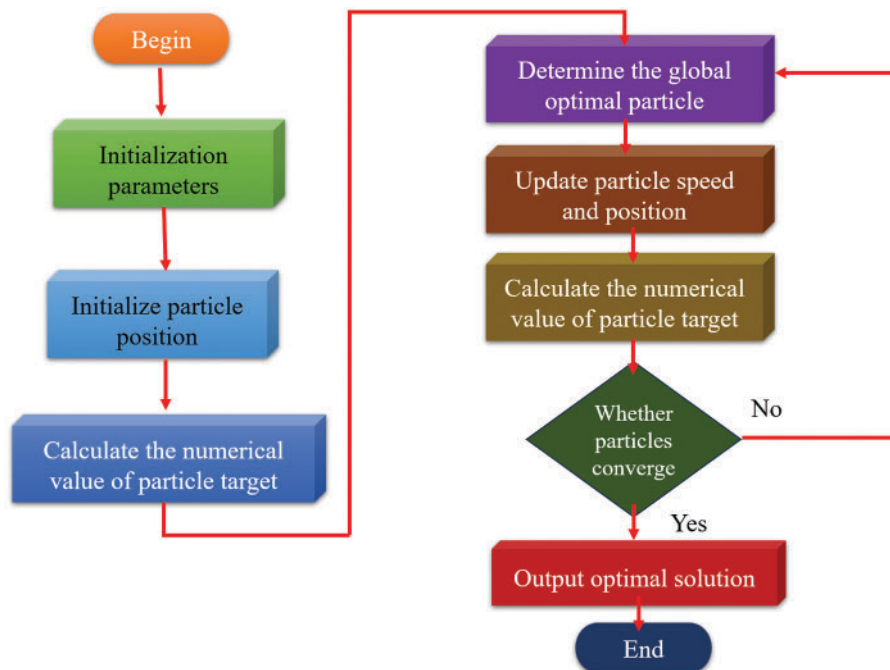 Begin
Initialization
parameters
Initialize particle
position
Calculate the numerical
value of particle target
Determine the global
optimal particle
Update particle speed
and position
Calculate the numerical
value of particle target
Whether
particles
converge
No
Yes
Output optimal solution
End